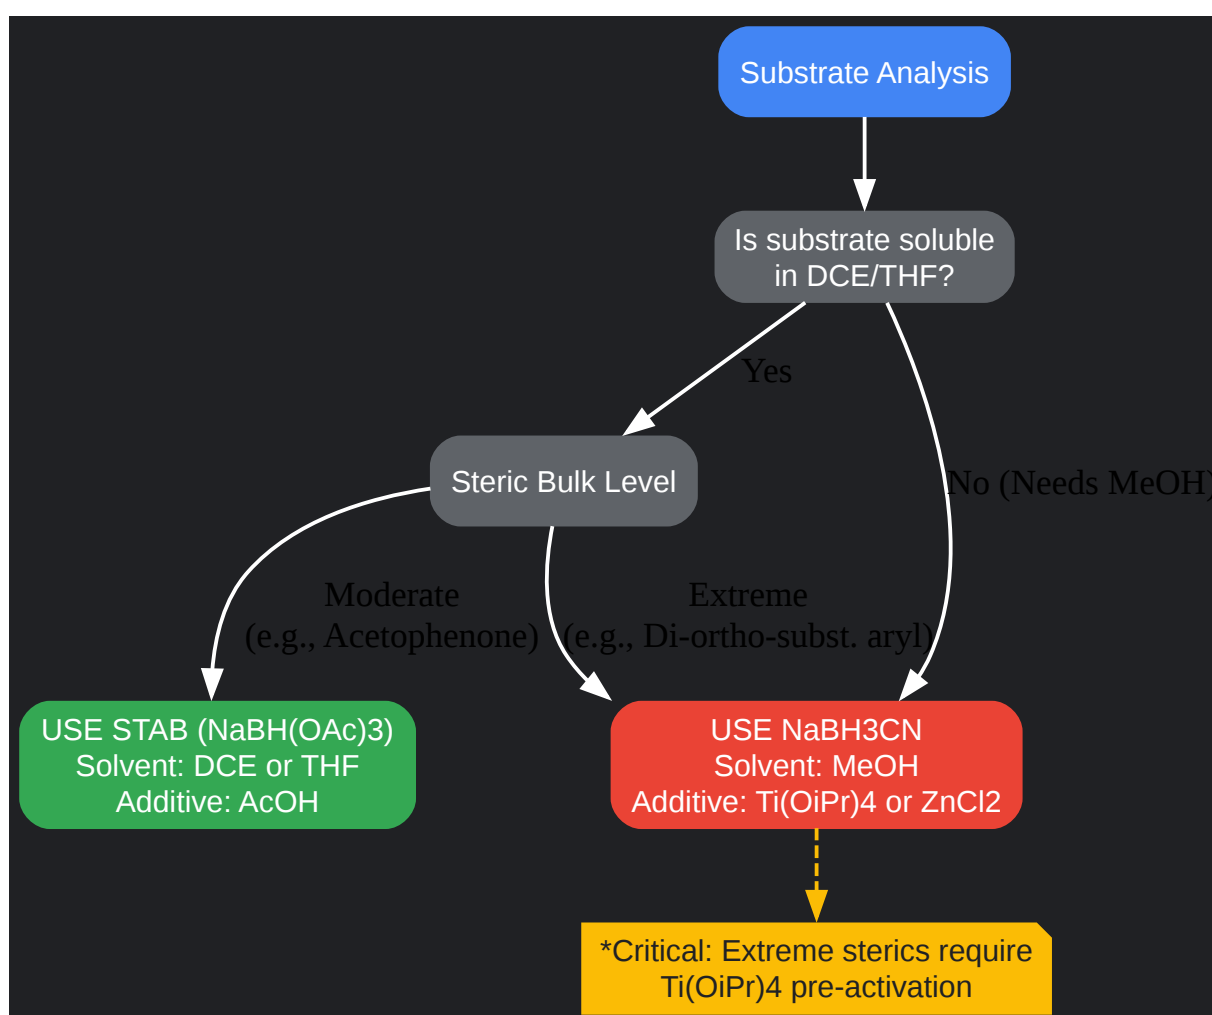 Substrate Analysis
Is substrate soluble
in DCE/THF?
Yes
No (Needs MeOH)
Steric Bulk Level
Moderate
(e.g., Acetophenone)
Extreme
(e.g., Di-ortho-subst. aryl)
USE STAB (NaBH(OAc)3)
Solvent: DCE or THF
Additive: AcOH
USE NaBH3CN
Solvent: MeOH
Additive: Ti(OiPr)4 or ZnCl2
*Critical: Extreme sterics require
Ti(OiPr)4 pre-activation